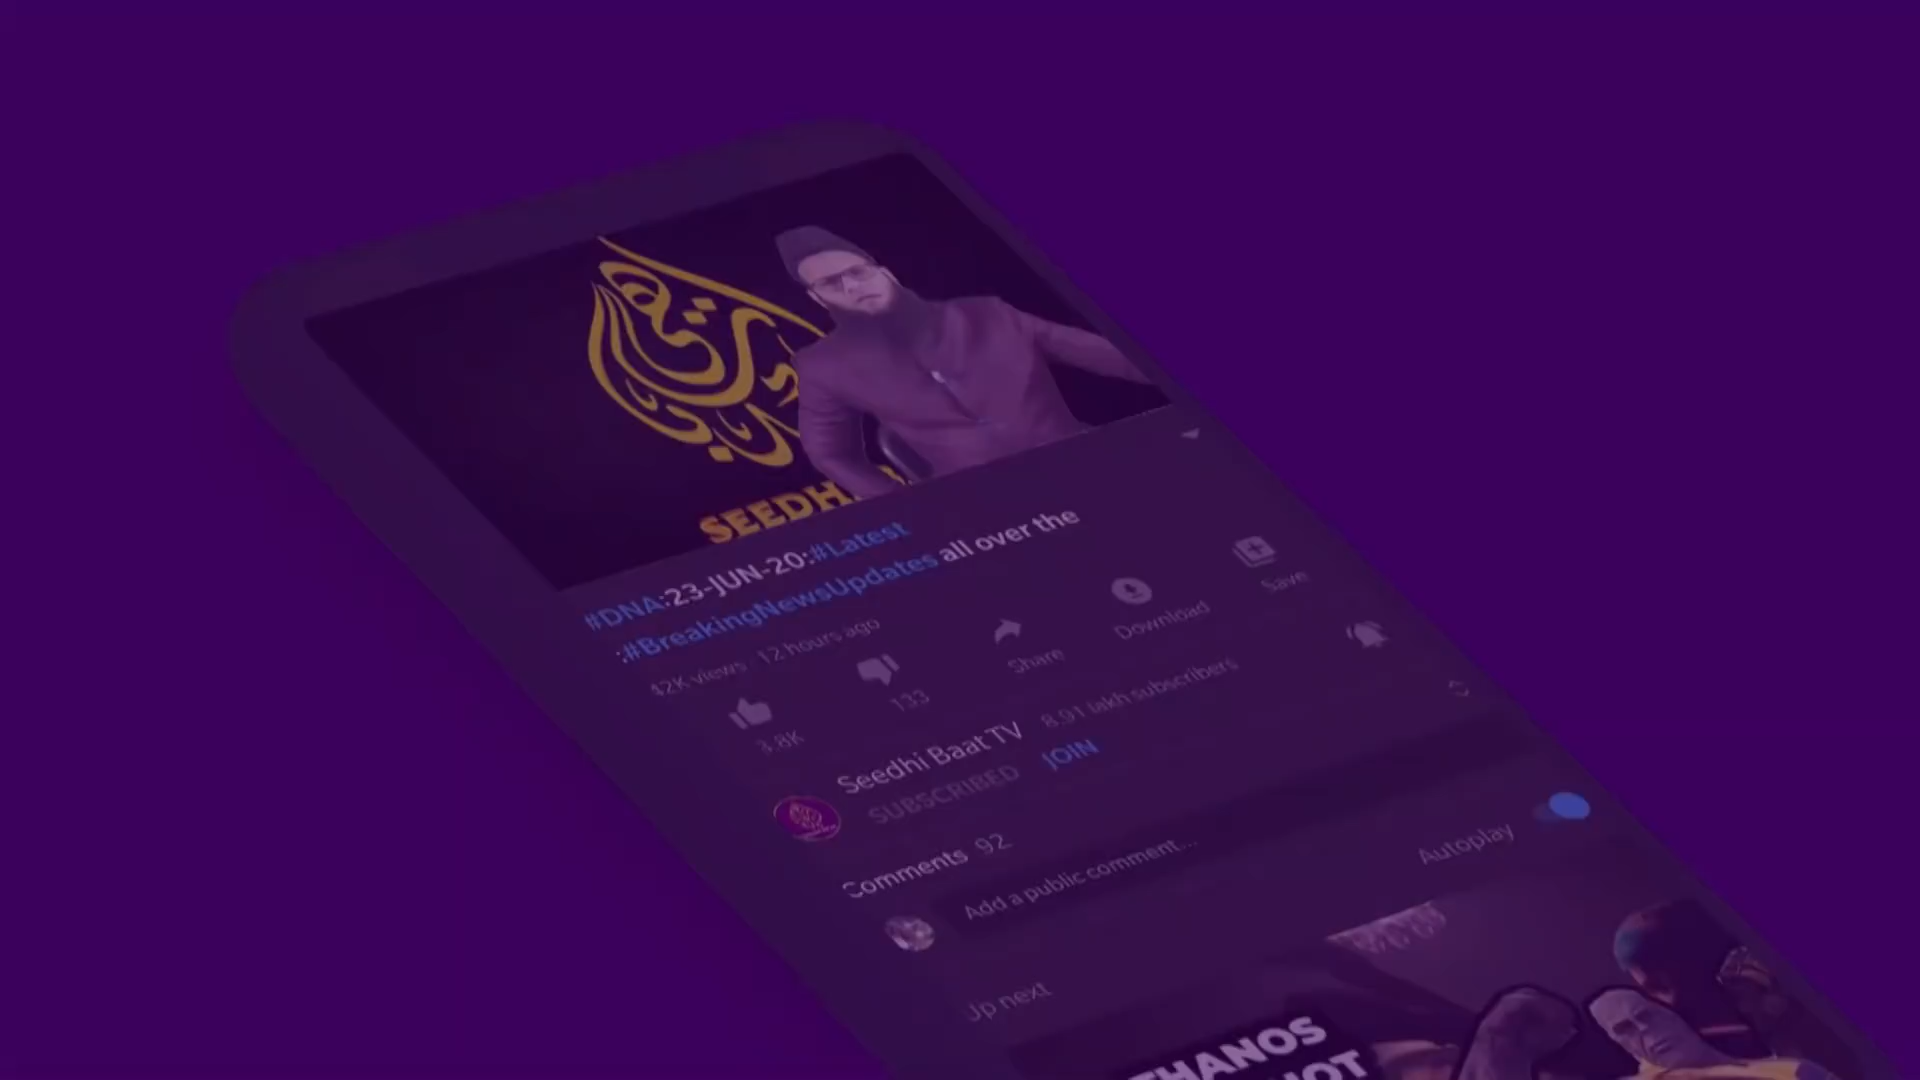 SEEDH
#DNA:23-JUN-20:#Latest
:#BreakingNewsUpdates all over the
42K views · 12 hours ago
3.8K
133
Share
Download
Save
Seedhi Baat TV 8.91 lakh subscribers
SUBSCRIBED JOIN
Comments 92
Add a public comment...
Autoplay
Up next
THANOS